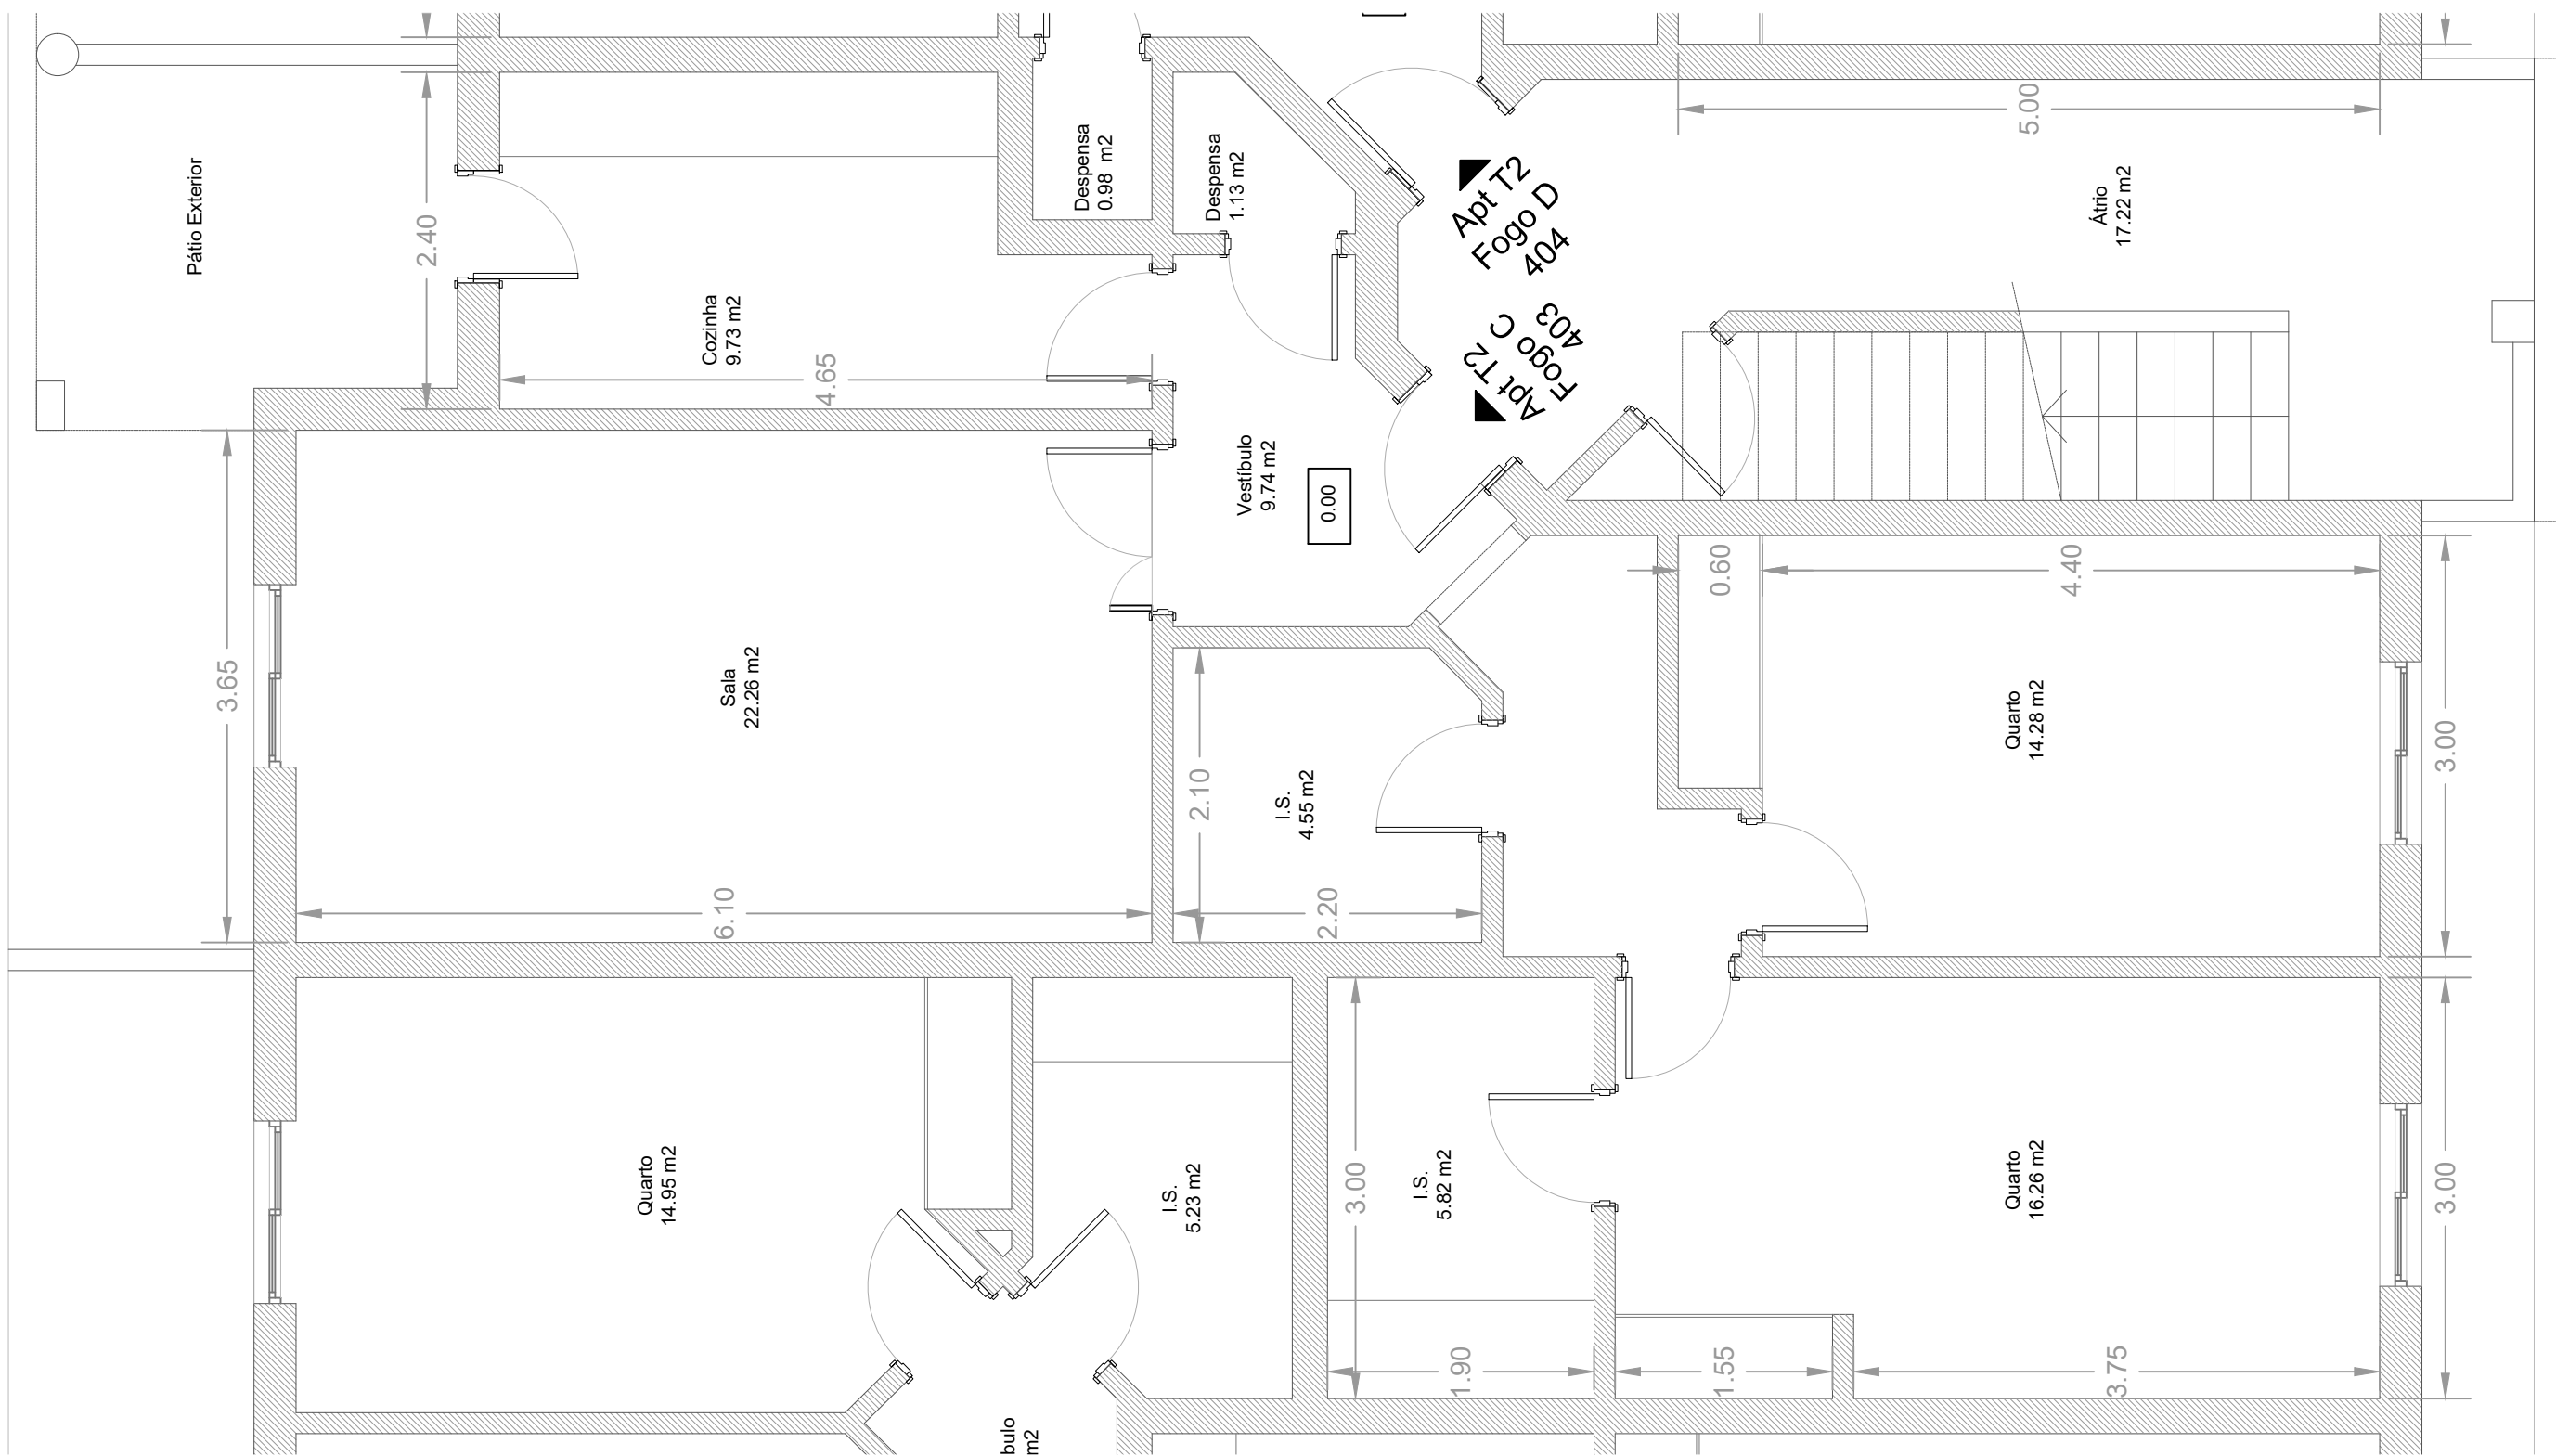 Pátio Exterior
2.40
Cozinha
9.73 m2
4.65
Despensa
0.98 m2
Despensa
1.13 m2
Apt T2
Fogo D
404
Apt T2
Fogo C
403
5.00
Átrio
17.22 m2
Vestíbulo
9.74 m2
0.00
3.65
Sala
22.26 m2
6.10
2.10
I.S.
4.55 m2
2.20
0.60
4.40
Quarto
14.28 m2
3.00
Quarto
14.95 m2
I.S.
5.23 m2
3.00
I.S.
5.82 m2
1.90
1.55
3.75
Quarto
16.26 m2
3.00
bulo
m2